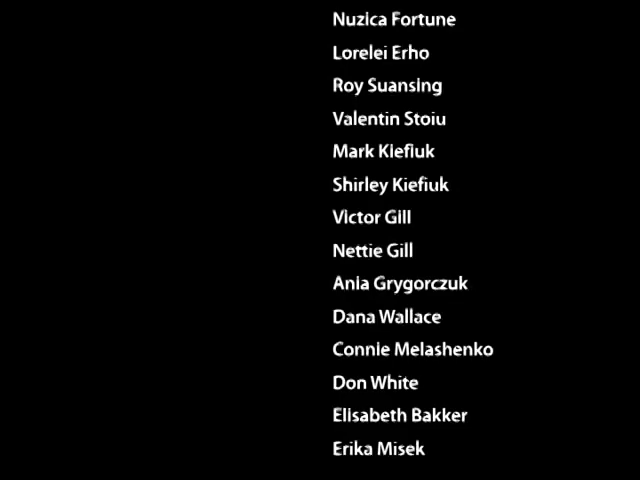 Nuzica Fortune
Lorelei Erho
Roy Suansing
Valentin Stoiu
Mark Kiefiuk
Shirley Kiefiuk
Victor Gill
Nettie Gill
Ania Grygorczuk
Dana Wallace
Connie Melashenko
Don White
Elisabeth Bakker
Erika Misek